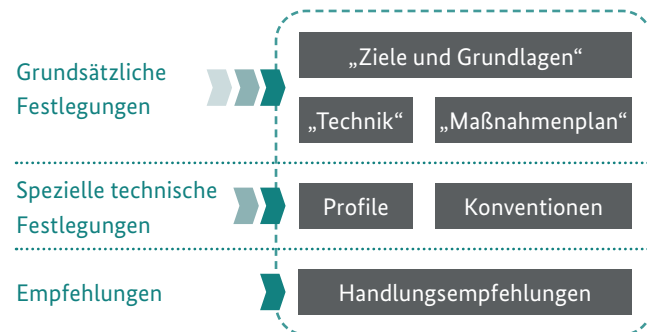 Grundsätzliche
Festlegungen
„Ziele und Grundlagen“
„Technik“
„Maßnahmenplan“
Spezielle technische
Festlegungen
Profile
Konventionen
Empfehlungen
Handlungsempfehlungen